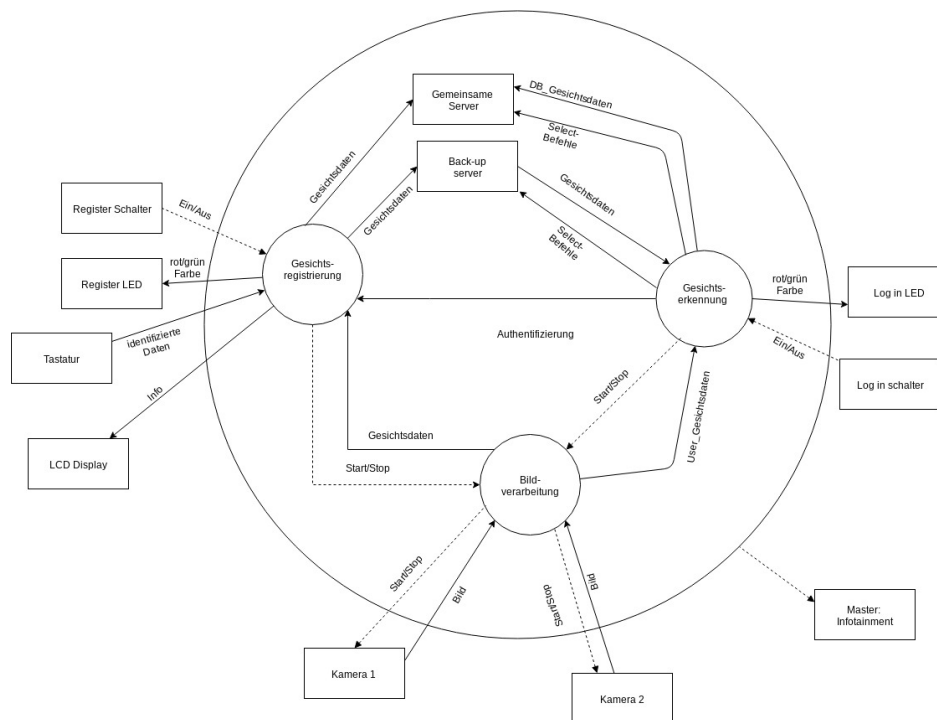 Gemeinsame
Server
DB_Gesichtsdaten
Select-
Befehle
Gesichtsdaten
Back-up
server
Gesichtsdaten
Gesichtsdaten
Select-
Befehle
Register Schalter
Ein/Aus
Gesichts-
registrierung
rot/grün
Farbe
Register LED
identifizierte
Daten
Tastatur
Info
LCD Display
Gesichts-
erkennung
rot/grün
Farbe
Log in LED
Ein/Aus
Log in schalter
Authentifizierung
Start/Stop
User_Gesichtsdaten
Gesichtsdaten
Start/Stop
Bild-
verarbeitung
Start/Stop
Bild
Start/Stop
Bild
Kamera 1
Kamera 2
Master:
Infotainment